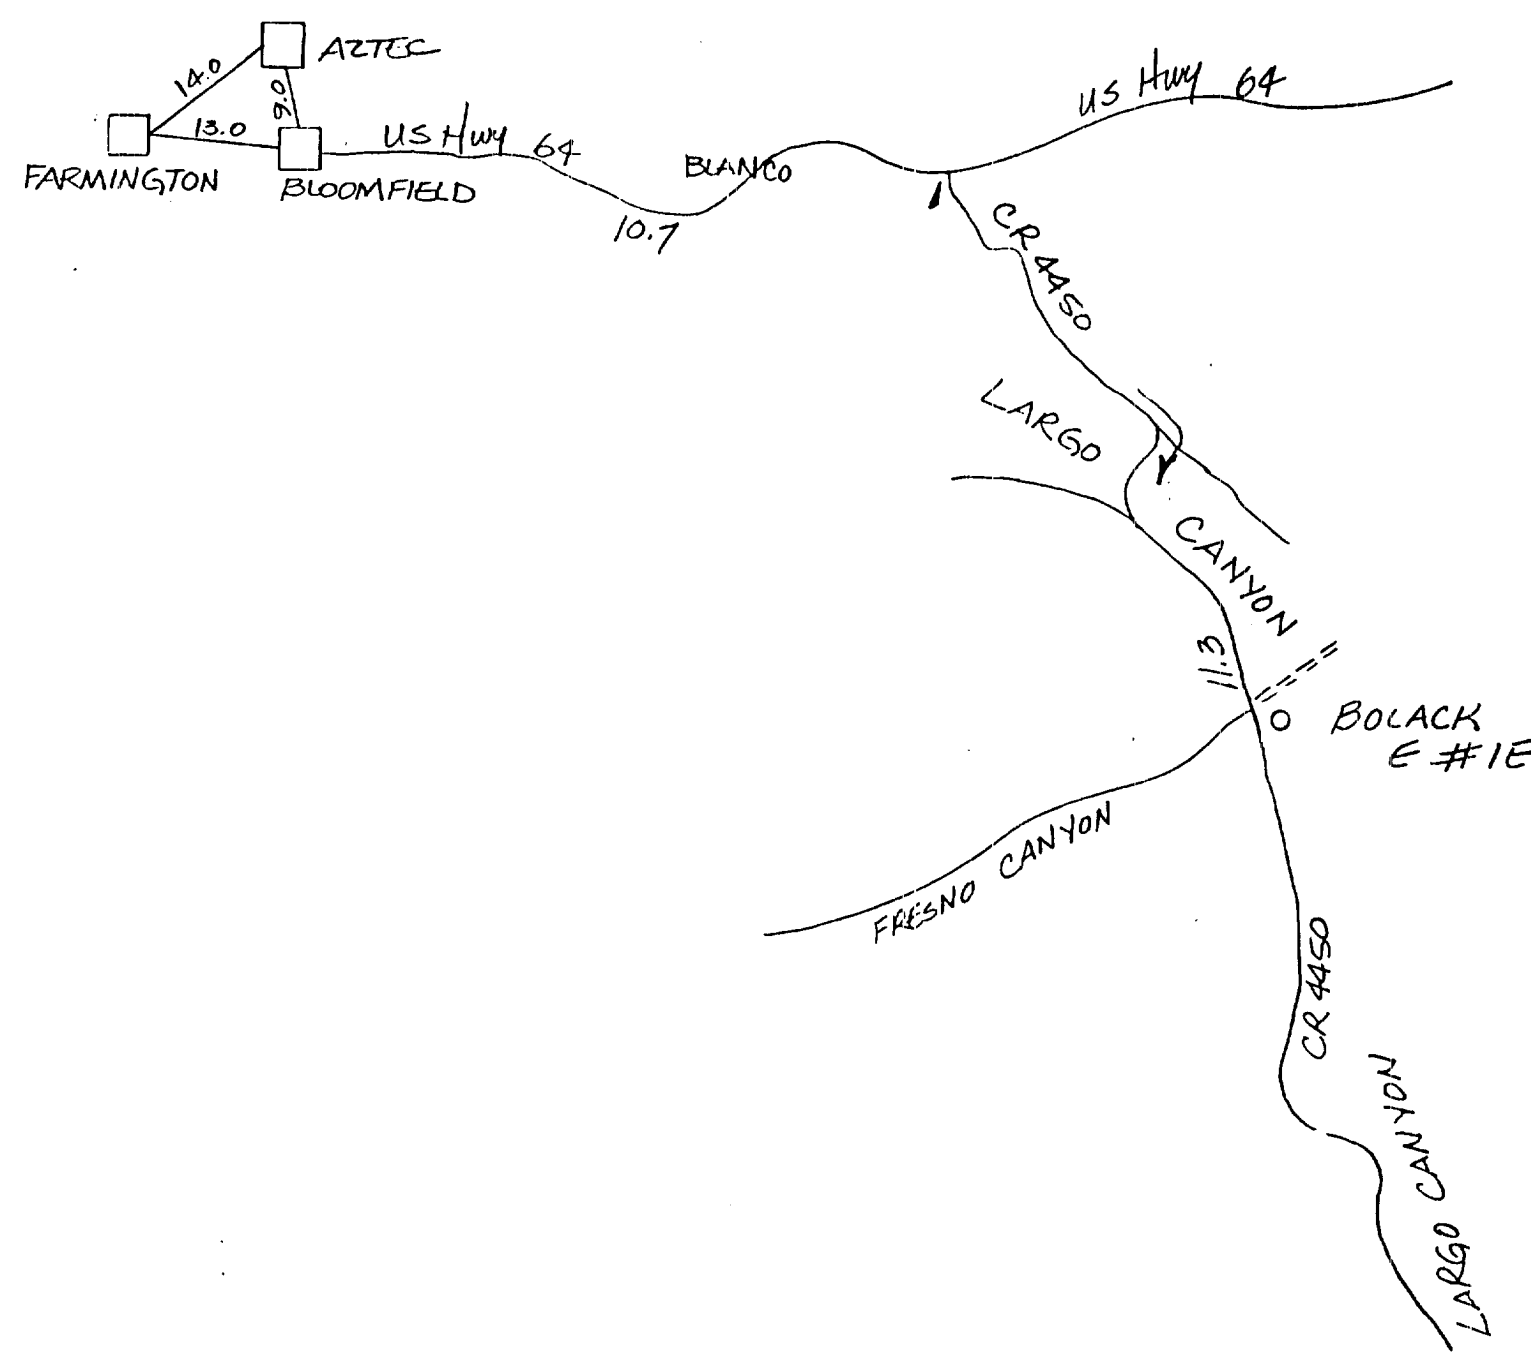 AZTEC
14.0
9.0
13.0
FARMINGTON
BLOOMFIELD
US Hwy 64
10.7
BLANCO
US Hwy 64
CR 4450
LARGO
CANYON
11.3
BOLACK
E #1E
FRESNO CANYON
CR 4450
LARGO CANYON